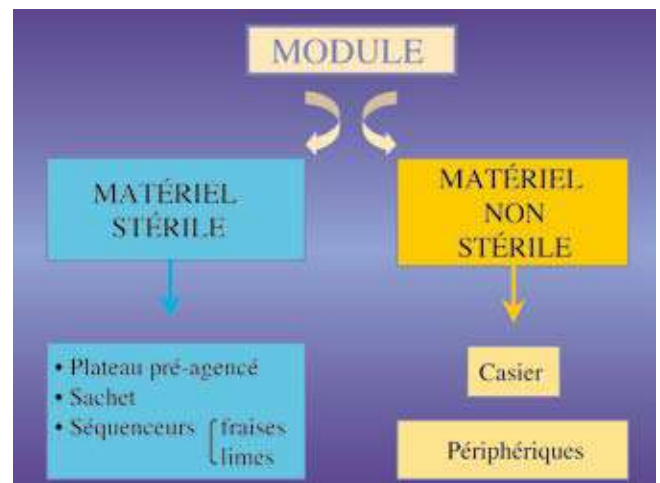 MODULE
MATÉRIEL
STÉRILE
MATÉRIEL
NON
STÉRILE
• Plateau pré-agencé
• Sachet
• Séquenceurs { fraises
limes
Casier
Périphériques